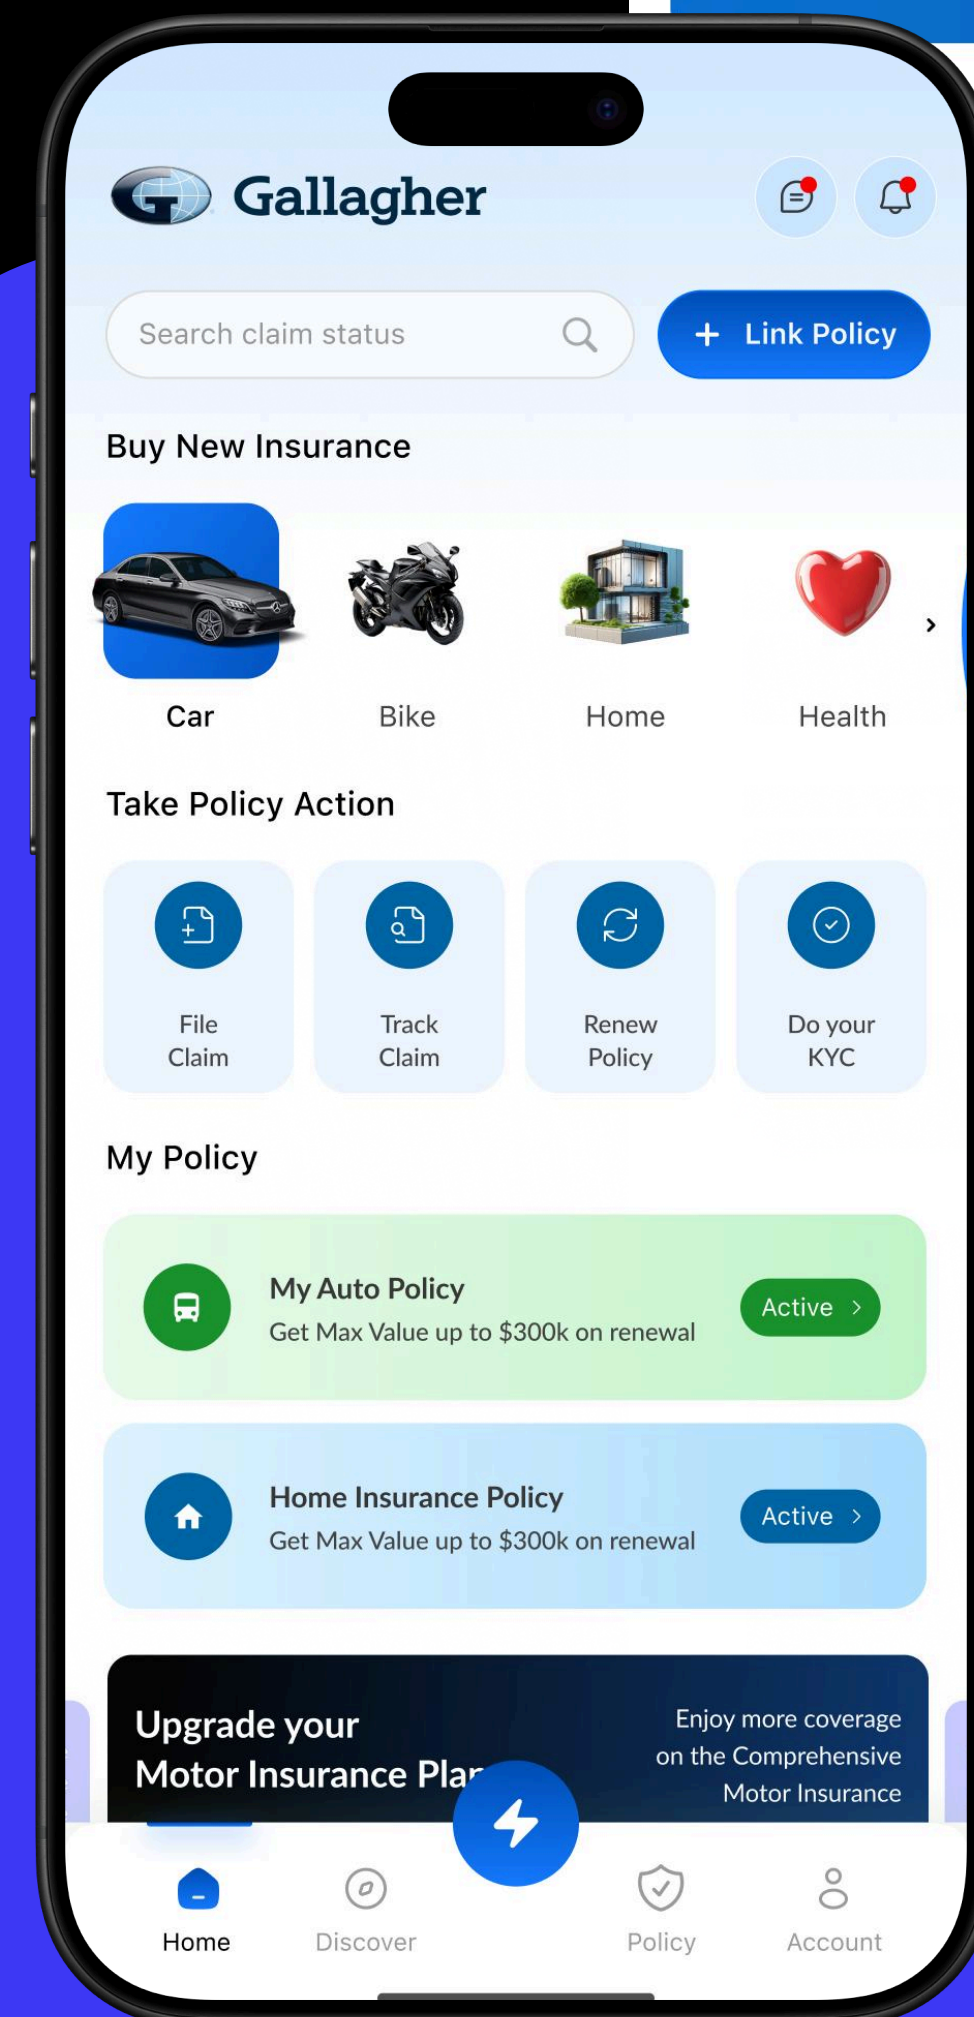 Gallagher
Search claim status
+ Link Policy
Buy New Insurance
Car
Bike
Home
Health
Take Policy Action
File
Claim
Track
Claim
Renew
Policy
Do your
KYC
My Policy
My Auto Policy
Get Max Value up to $300k on renewal
Active >
Home Insurance Policy
Get Max Value up to $300k on renewal
Active >
Upgrade your
Motor Insurance Plan
Enjoy more coverage
on the Comprehensive
Motor Insurance
Home
Discover
Policy
Account